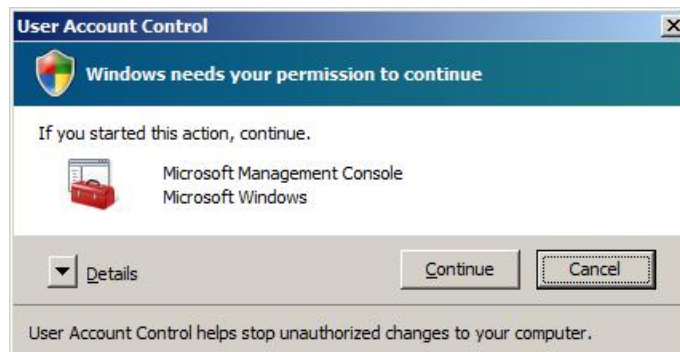 User Account Control
Windows needs your permission to continue
If you started this action, continue.
Microsoft Management Console
Microsoft Windows
Details
Continue
Cancel
User Account Control helps stop unauthorized changes to your computer.